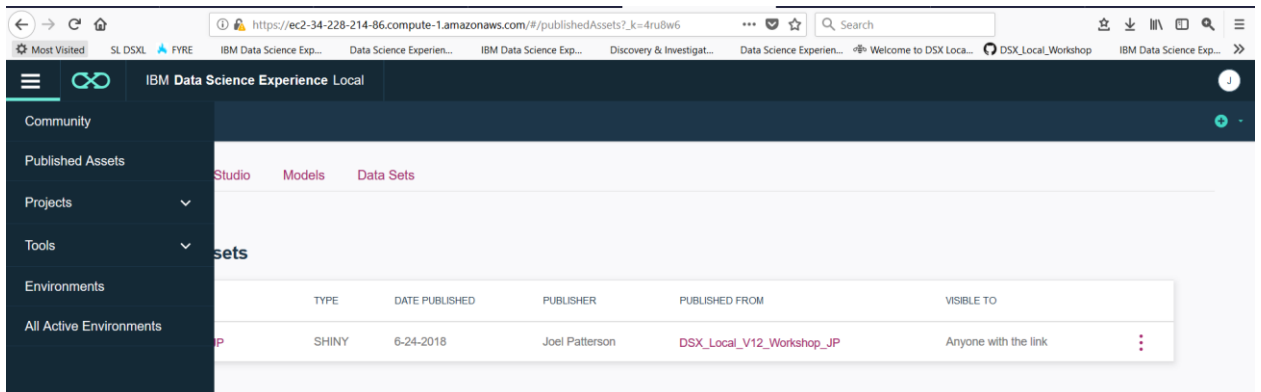 https://ec2-34-228-214-86.compute-1.amazonaws.com/#/publishedAssets?_k=4ru8w6 Search
Most Visited SL DSXL FYRE IBM Data Science Exp... Data Science Experien... IBM Data Science Exp... Discovery & Investigat... Data Science Experien... Welcome to DSX Loca... DSX_Local_Workshop IBM Data Science Exp...
IBM Data Science Experience Local J
Community
Published Assets
Studio Models Data Sets
Projects
Tools
sets
Environments
TYPE DATE PUBLISHED PUBLISHER PUBLISHED FROM VISIBLE TO
All Active Environments
JP SHINY 6-24-2018 Joel Patterson DSX_Local_V12_Workshop_JP Anyone with the link